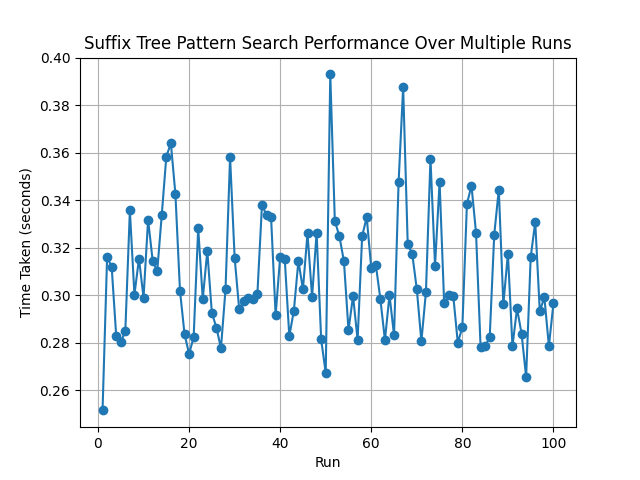 Suffix Tree Pattern Search Performance Over Multiple Runs
0.40
0.38
0.36
0.34
0.32
0.30
0.28
0.26
Time Taken (seconds)
0 20 40 60 80 100
Run